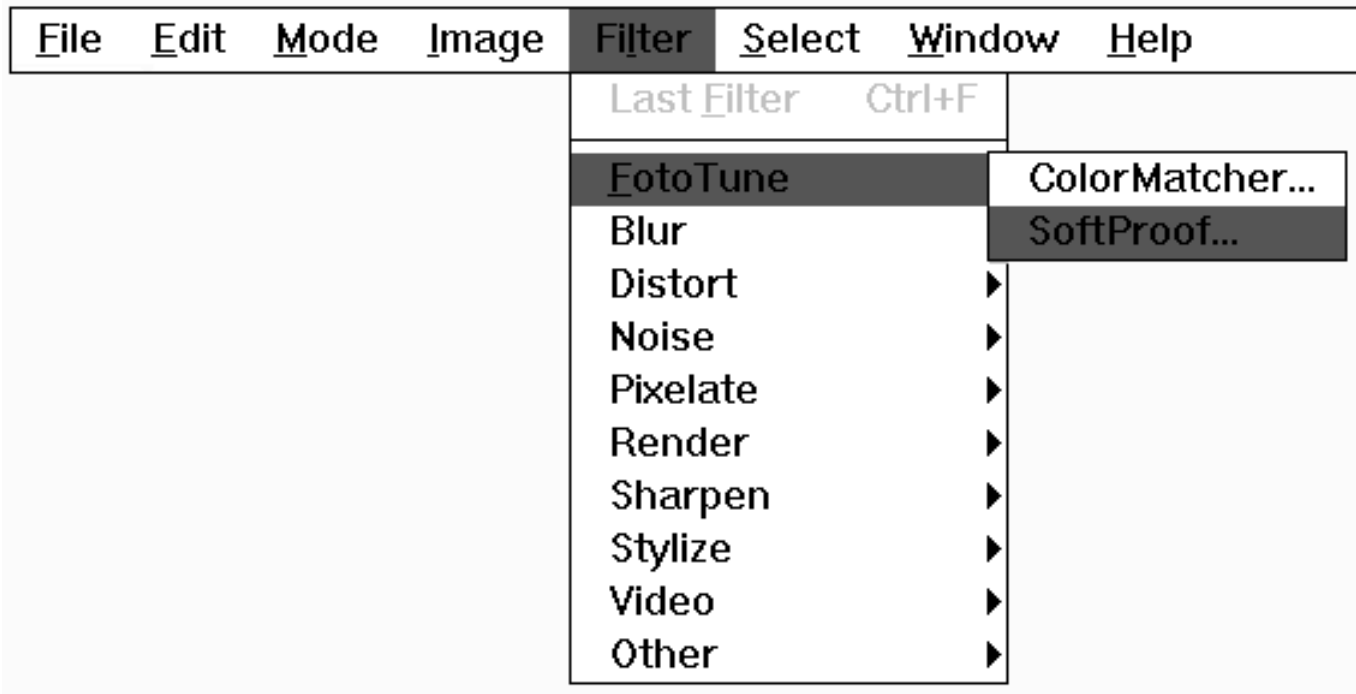 File Edit Mode Image Filter Select Window Help
Last Filter Ctrl+F
FotoTune ColorMatcher...
Blur SoftProof...
Distort
Noise
Pixelate
Render
Sharpen
Stylize
Video
Other